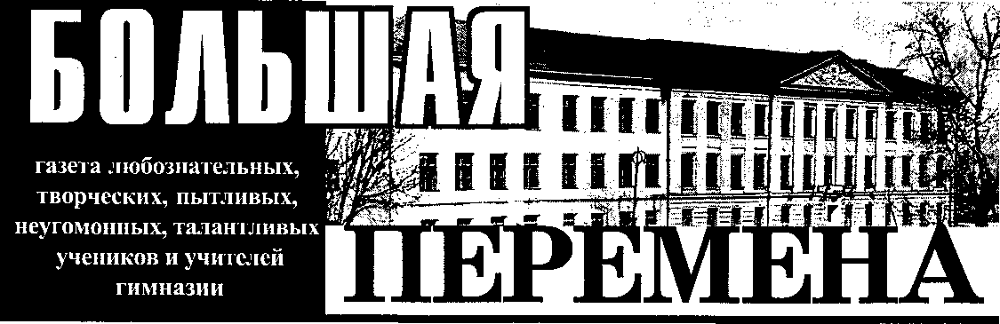 БОЛЬШАЯ
газета любознательных,
творческих, пытливых,
неугомонных, талантливых
учеников и учителей
гимназии
ПЕРЕМЕНА